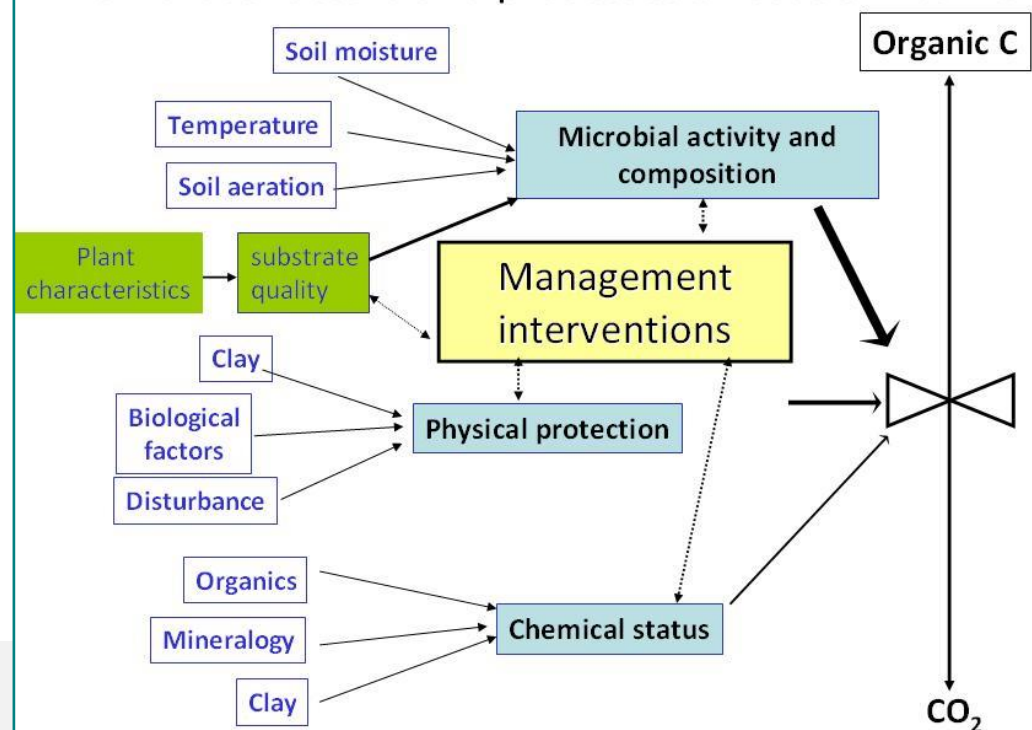 Soil moisture
Organic C
Temperature
Microbial activity and
composition
Soil aeration
Plant
characteristics
substrate
quality
Management
interventions
Clay
Biological
factors
Physical protection
Disturbance
Organics
Mineralogy
Chemical status
Clay
CO₂